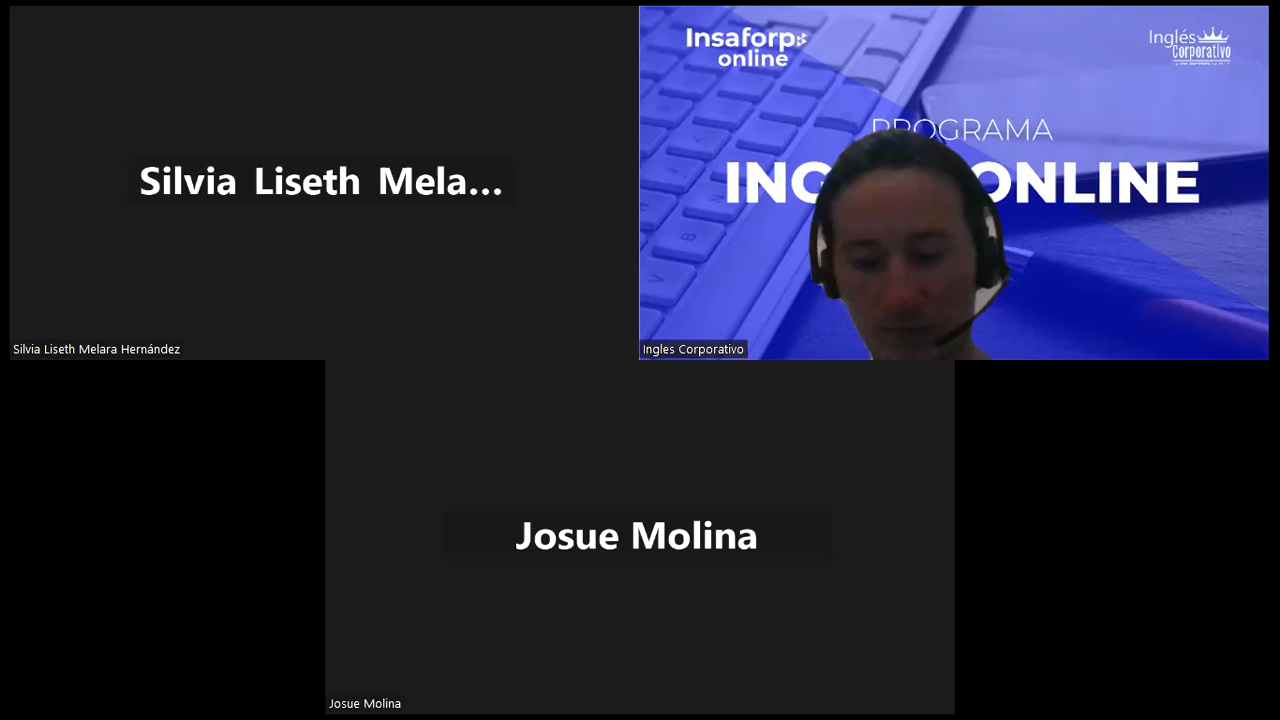 Silvia Liseth Mela...
Silvia Liseth Melara Hernández
Insaforp
online
Inglés
Corporativo
PROGRAMA
ING ONLINE
Ingles Corporativo
Josue Molina
Josue Molina